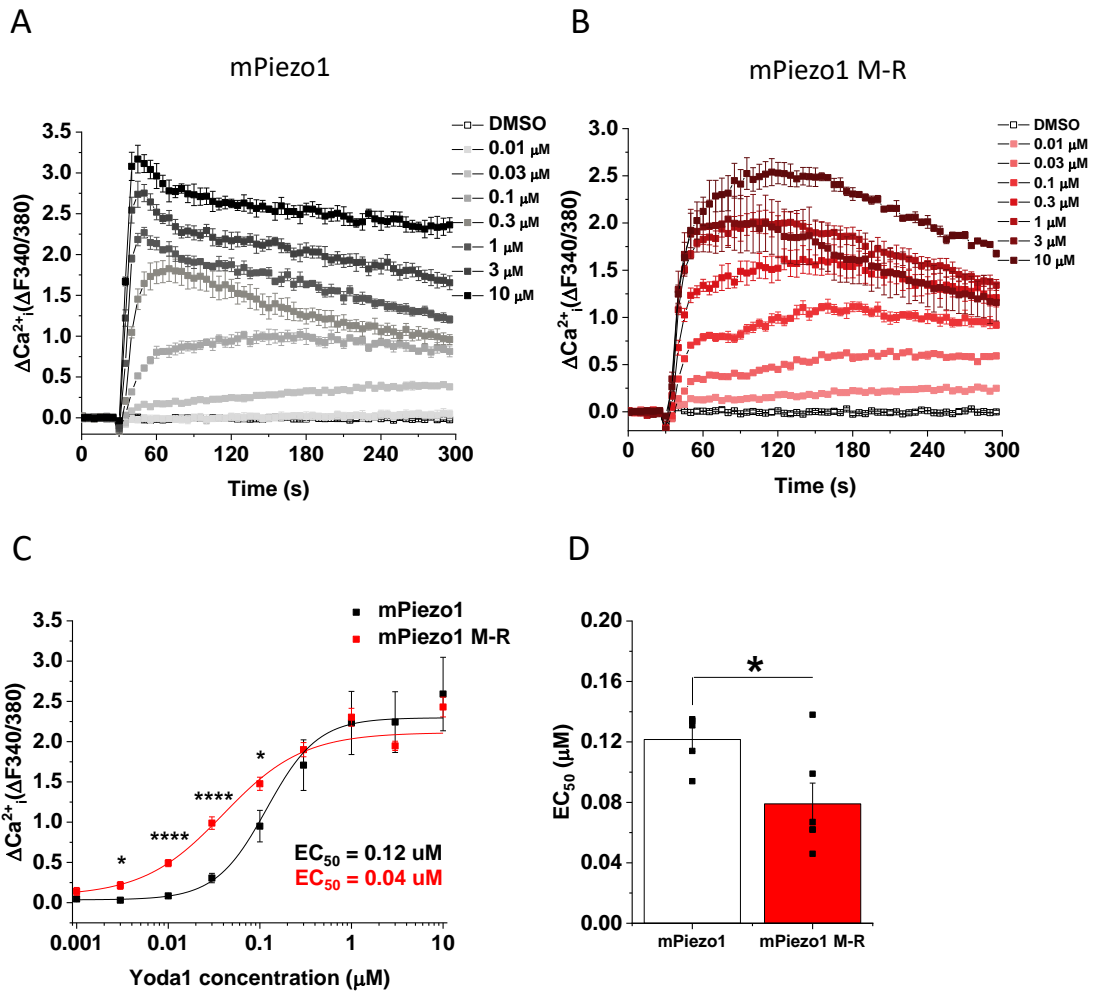 A
mPiezo1
ΔCa²⁺ᵢ(ΔF340/380)
3.5
3.0
2.5
2.0
1.5
1.0
0.5
0.0
0
60
120
180
240
300
Time (s)
DMSO
0.01 μM
0.03 μM
0.1 μM
0.3 μM
1 μM
3 μM
10 μM
B
mPiezo1 M-R
ΔCa²⁺ᵢ(ΔF340/380)
3.0
2.5
2.0
1.5
1.0
0.5
0.0
0
60
120
180
240
300
Time (s)
DMSO
0.01 μM
0.03 μM
0.1 μM
0.3 μM
1 μM
3 μM
10 μM
C
ΔCa²⁺ᵢ(ΔF340/380)
3.5
3.0
2.5
2.0
1.5
1.0
0.5
0.0
mPiezo1
mPiezo1 M-R
*
****
****
*
EC₅₀ = 0.12 uM
EC₅₀ = 0.04 uM
0.001
0.01
0.1
1
10
Yoda1 concentration (μM)
D
EC₅₀ (μM)
0.20
0.16
0.12
0.08
0.04
0.00
*
mPiezo1
mPiezo1 M-R